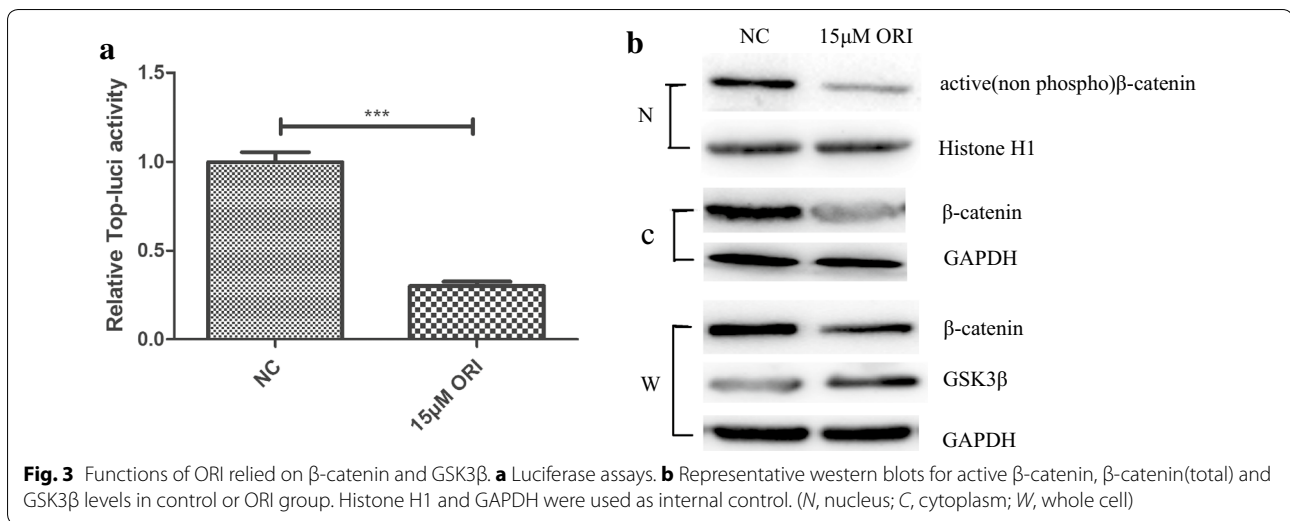 a
Relative Top-luci activity
1.5
1.0
0.5
0.0
***
NC
15μM ORI
b
NC 15μM ORI
N
active(non phospho)β-catenin
Histone H1
C
β-catenin
GAPDH
W
β-catenin
GSK3β
GAPDH
Fig. 3 Functions of ORI relied on β-catenin and GSK3β. a Luciferase assays. b Representative western blots for active β-catenin, β-catenin(total) and
GSK3β levels in control or ORI group. Histone H1 and GAPDH were used as internal control. (N, nucleus; C, cytoplasm; W, whole cell)